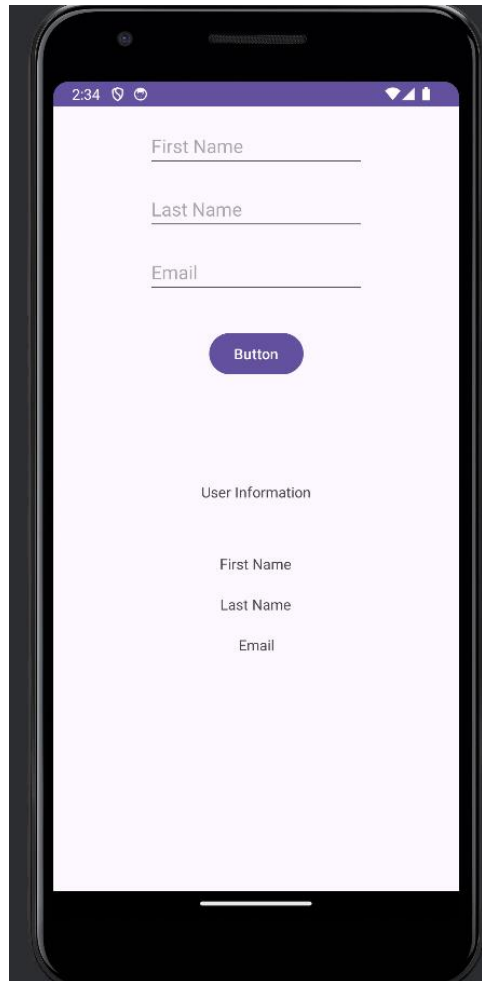 2:34
First Name
Last Name
Email
Button
User Information
First Name
Last Name
Email